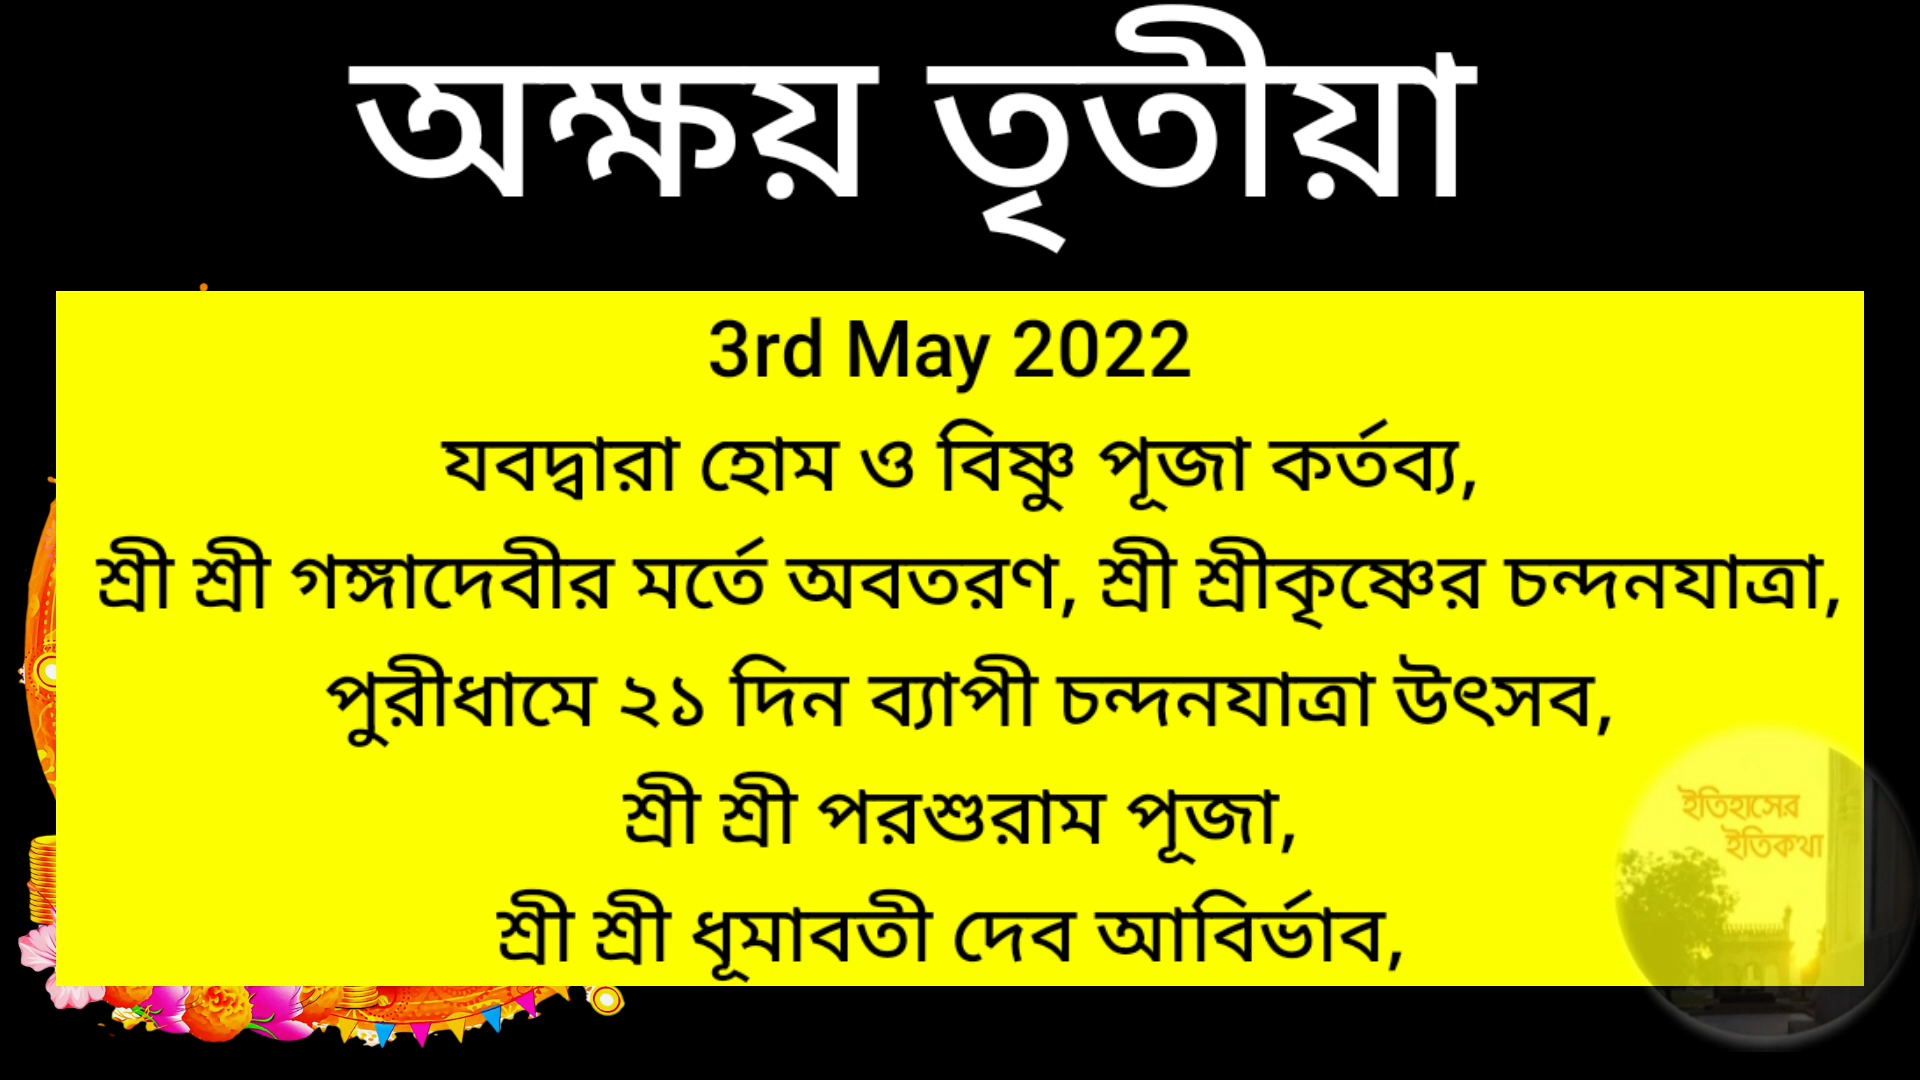 অক্ষয় তৃতীয়া
3rd May 2022
যবদ্বারা হোম ও বিষ্ণু পূজা কর্তব্য,
শ্রী শ্রী গঙ্গাদেবীর মর্তে অবতরণ, শ্রী শ্রীকৃষ্ণের চন্দনযাত্রা,
পুরীধামে ২১ দিন ব্যাপী চন্দনযাত্রা উৎসব,
শ্রী শ্রী পরশুরাম পূজা,
শ্রী শ্রী ধূমাবতী দেব আবির্ভাব,
ইতিহাসের
ইতিকথা